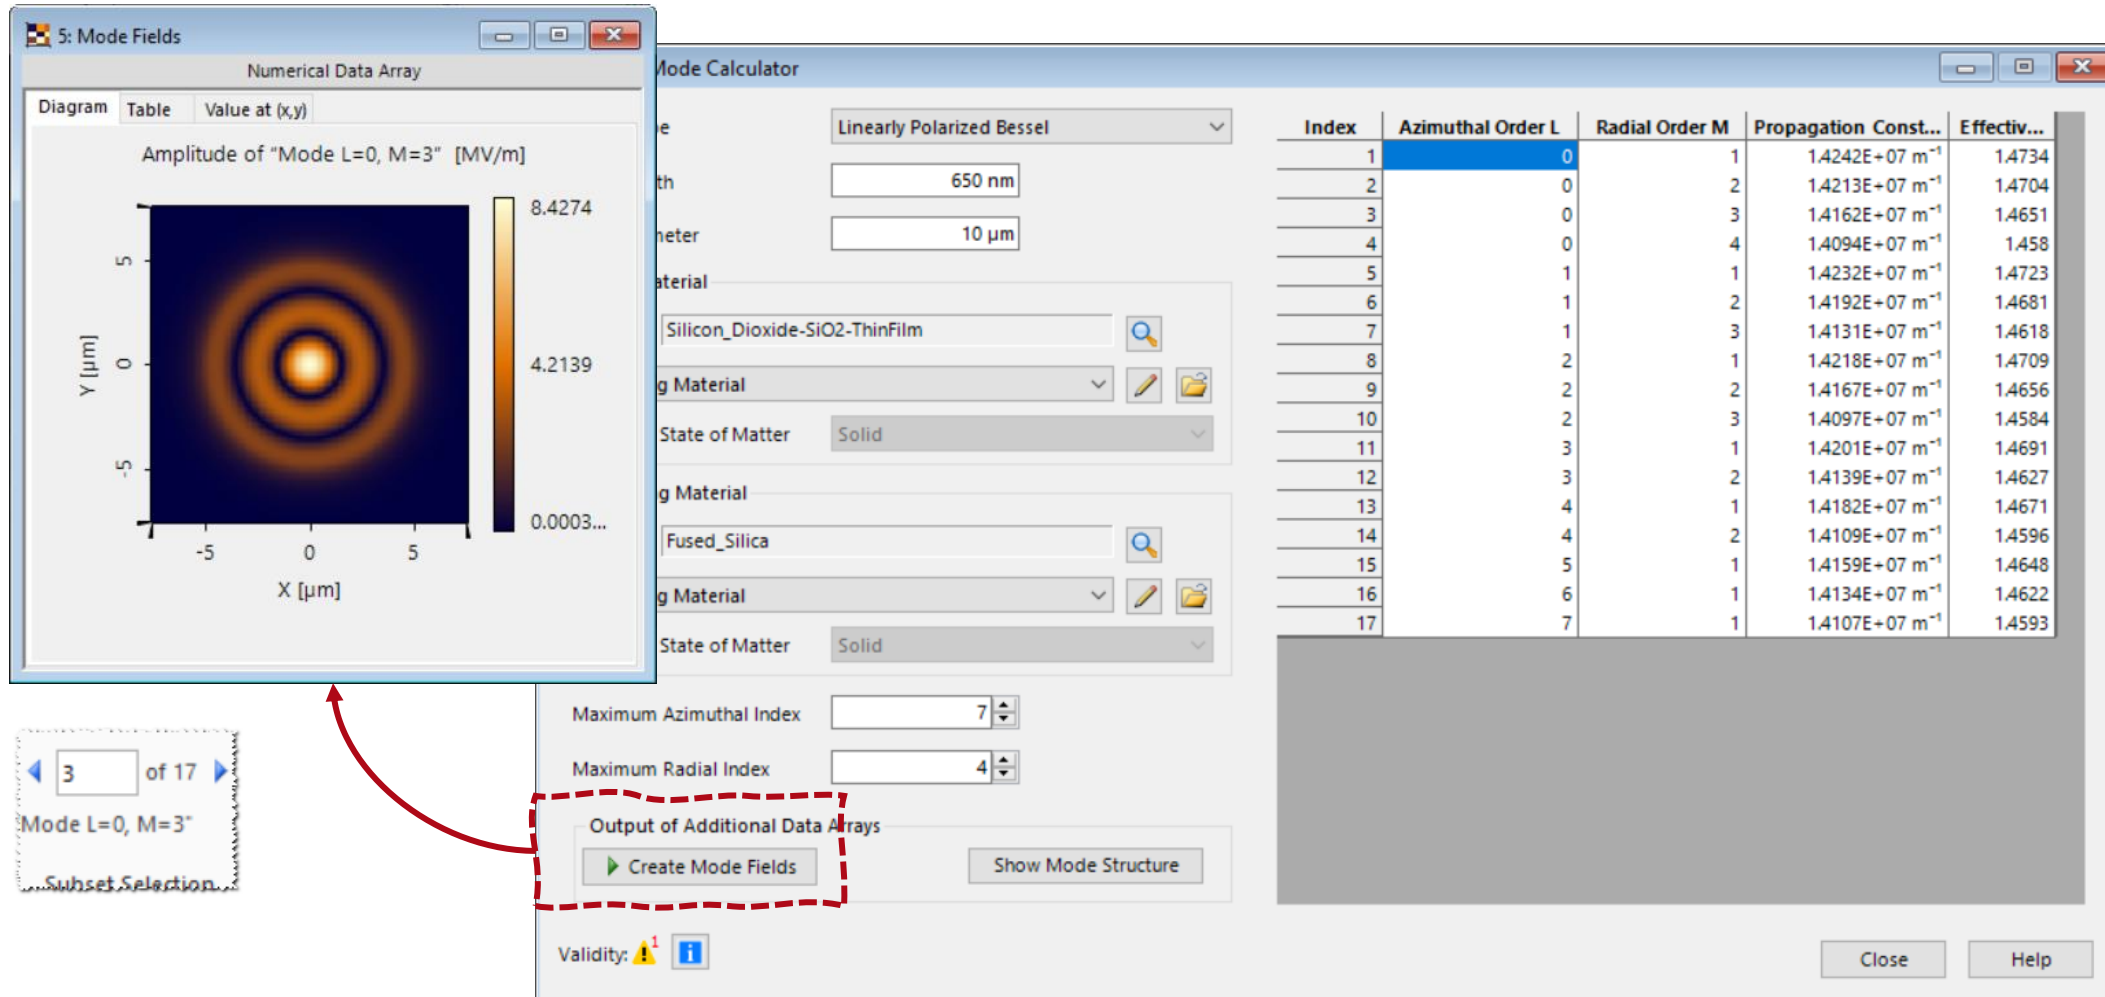 5: Mode Fields
Numerical Data Array
Diagram Table Value at (x,y)
Amplitude of "Mode L=0, M=3" [MV/m]
8.4274
4.2139
0.0003...
5
0
-5
Y [µm]
-5 0 5
X [µm]
3 of 17
Mode L=0, M=3"
Subset Selection
Mode Calculator
Linearly Polarized Bessel
650 nm
10 µm
Silicon_Dioxide-SiO2-ThinFilm
g Material
State of Matter Solid
g Material
Fused_Silica
g Material
State of Matter Solid
Maximum Azimuthal Index 7
Maximum Radial Index 4
Output of Additional Data Arrays
Create Mode Fields Show Mode Structure
Validity: 1
Index Azimuthal Order L Radial Order M Propagation Const... Effectiv...
1 0 1 1.4242E+07 m⁻¹ 1.4734
2 0 2 1.4213E+07 m⁻¹ 1.4704
3 0 3 1.4162E+07 m⁻¹ 1.4651
4 0 4 1.4094E+07 m⁻¹ 1.458
5 1 1 1.4232E+07 m⁻¹ 1.4723
6 1 2 1.4192E+07 m⁻¹ 1.4681
7 1 3 1.4131E+07 m⁻¹ 1.4618
8 2 1 1.4218E+07 m⁻¹ 1.4709
9 2 2 1.4167E+07 m⁻¹ 1.4656
10 2 3 1.4097E+07 m⁻¹ 1.4584
11 3 1 1.4201E+07 m⁻¹ 1.4691
12 3 2 1.4139E+07 m⁻¹ 1.4627
13 4 1 1.4182E+07 m⁻¹ 1.4671
14 4 2 1.4109E+07 m⁻¹ 1.4596
15 5 1 1.4159E+07 m⁻¹ 1.4648
16 6 1 1.4134E+07 m⁻¹ 1.4622
17 7 1 1.4107E+07 m⁻¹ 1.4593
Close Help